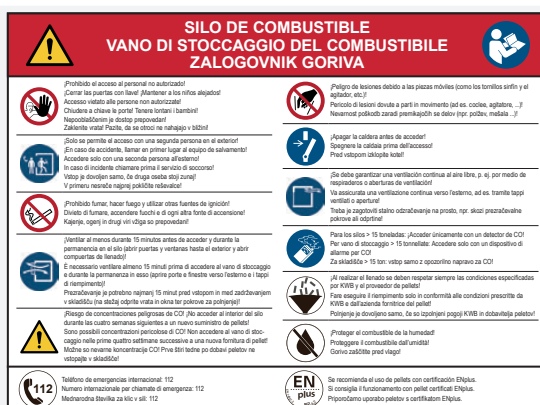 SILO DE COMBUSTIBLE
VANO DI STOCCAGGIO DEL COMBUSTIBILE
ZALOGOVNIK GORIVA
¡Prohibido el acceso al personal no autorizado!
¡Cerrar las puertas con llave! ¡Mantener a los niños alejados!
Accesso vietato alle persone non autorizzate!
Chiudere a chiave le porte! Tenere lontani i bambini!
Nepooblaščenim je dostop prepovedan!
Zaklenite vrata! Pazite, da se otroci ne nahajajo v bližini!
¡Solo se permite el acceso con una segunda persona en el exterior!
¡En caso de accidente, llamar en primer lugar al equipo de salvamento!
Accedere solo con una seconda persona all'esterno!
In caso di incidente chiamare prima il servizio di soccorso!
Vstop je dovoljen samo, če druga oseba stoji zunaj!
V primeru nesreče najprej pokličite reševalce!
¡Prohibido fumar, hacer fuego y utilizar otras fuentes de ignición!
Divieto di fumare, accendere fuochi e di ogni altra fonte di accensione!
Kajenje, ogenj in drugi viri vžiga so prepovedani!
¡Ventilar al menos durante 15 minutos antes de acceder y durante la
permanencia en el silo (abrir puertas y ventanas hasta el exterior y abrir
compuertas de llenado)!
È necessario ventilare almeno 15 minuti prima di accedere al vano di stoccaggio
e durante la permanenza in esso (aprire porte e finestre verso l'esterno e i tappi
di riempimento)!
Prezračevanje je potrebno najmanj 15 minut pred vstopom in med zadrževanjem
v skladišču (na stežaj odprite vrata in okna ter pokrove za polnjenje)!
¡Riesgo de concentraciones peligrosas de CO! ¡No acceder al interior del silo
durante las cuatro semanas siguientes a un nuevo suministro de pellets!
Sono possibili concentrazioni pericolose di CO! Non accedere al vano di stoc-
caggio nelle prime quattro settimane successive a una nuova fornitura di pellet!
Možne so nevarne koncentracije CO! Prve štiri tedne po dobavi peletov ne
vstopajte v skladišče!
¡Peligro de lesiones debido a las piezas móviles (como los tornillos sinfín y el
agitador, etc.)!
Pericolo di lesioni dovute a parti in movimento (ad es. coclee, agitatore, ...)!
Nevarnost poškodb zaradi premikajočih se delov (npr. polžev, mešala ...)!
¡Apagar la caldera antes de acceder!
Spegnere la caldaia prima dell'accesso!
Pred vstopom izklopite kotel!
¡Se debe garantizar una ventilación continua al aire libre, p. ej. por medio de
respiraderos o aberturas de ventilación!
Va assicurata una ventilazione continua verso l'esterno, ad es. tramite tappi
ventilati o aperture!
Treba je zagotoviti stalno odzračevanje na prosto, npr. skozi prezračevalne
pokrove ali odprtine!
Para los silos > 15 toneladas: ¡Acceder únicamente con un detector de CO!
Per vano di stoccaggio > 15 tonnellate: Accedere solo con un dispositivo di
allarme per CO!
Za skladišče > 15 ton: vstop samo z opozorilno napravo za CO!
¡Al realizar el llenado se deben respetar siempre las condiciones especificadas
por KWB y el proveedor de pellets!
Fare eseguire il riempimento solo in conformità alle condizioni prescritte da
KWB e dall'azienda fornitrice del pellet!
Polnjenje je dovoljeno samo, če so izpolnjeni pogoji KWB in dobavitelja peletov!
¡Proteger el combustible de la humedad!
Proteggere il combustibile dall'umidità!
Gorivo zaščitite pred vlago!
112
Teléfono de emergencias internacional: 112
Numero internazionale per chiamate di emergenza: 112
Mednarodna številka za klic v sili: 112
EN
plus
Se recomienda el uso de pellets con certificación ENplus.
Si consiglia il funzionamento con pellet certificati ENplus.
Priporočamo uporabo peletov s certifikatom ENplus.